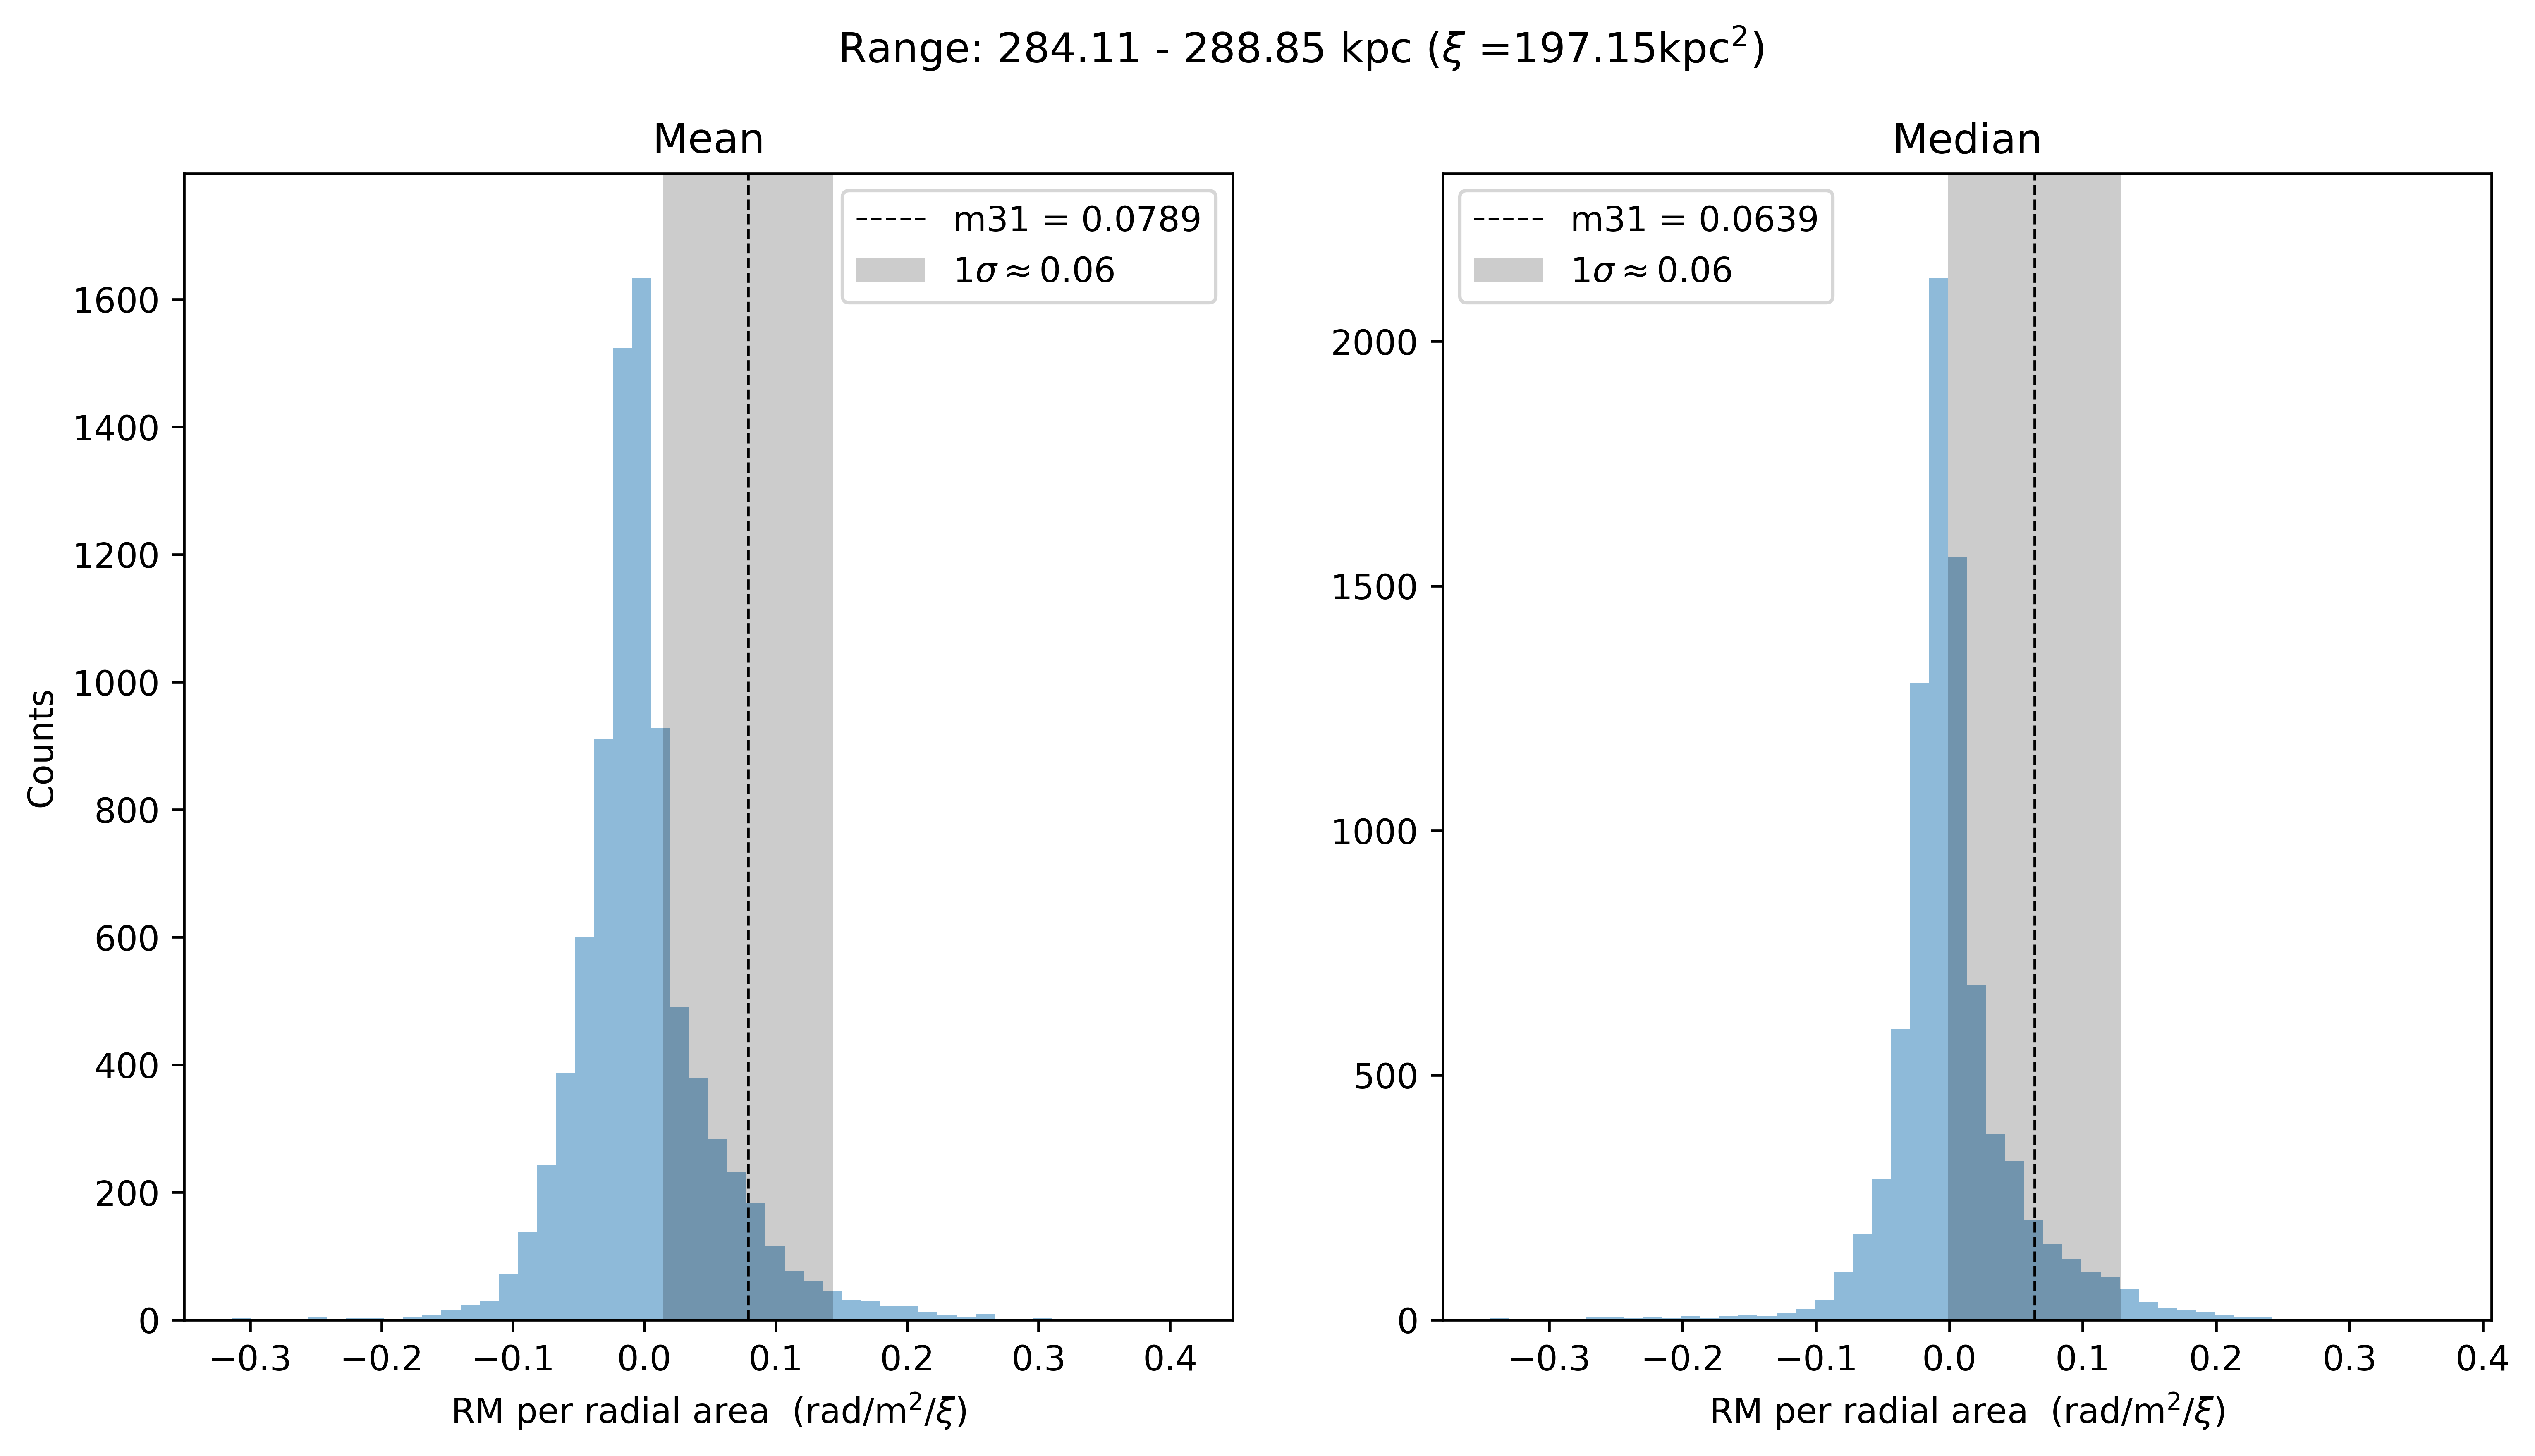 Range: 284.11 - 288.85 kpc (ξ =197.15kpc²)
Mean
m31 = 0.0789
1σ ≈ 0.06
1600
1400
1200
1000
800
600
400
200
0
Counts
−0.3 −0.2 −0.1 0.0 0.1 0.2 0.3 0.4
RM per radial area (rad/m²/ξ)
Median
m31 = 0.0639
1σ ≈ 0.06
2000
1500
1000
500
0
−0.3 −0.2 −0.1 0.0 0.1 0.2 0.3 0.4
RM per radial area (rad/m²/ξ)